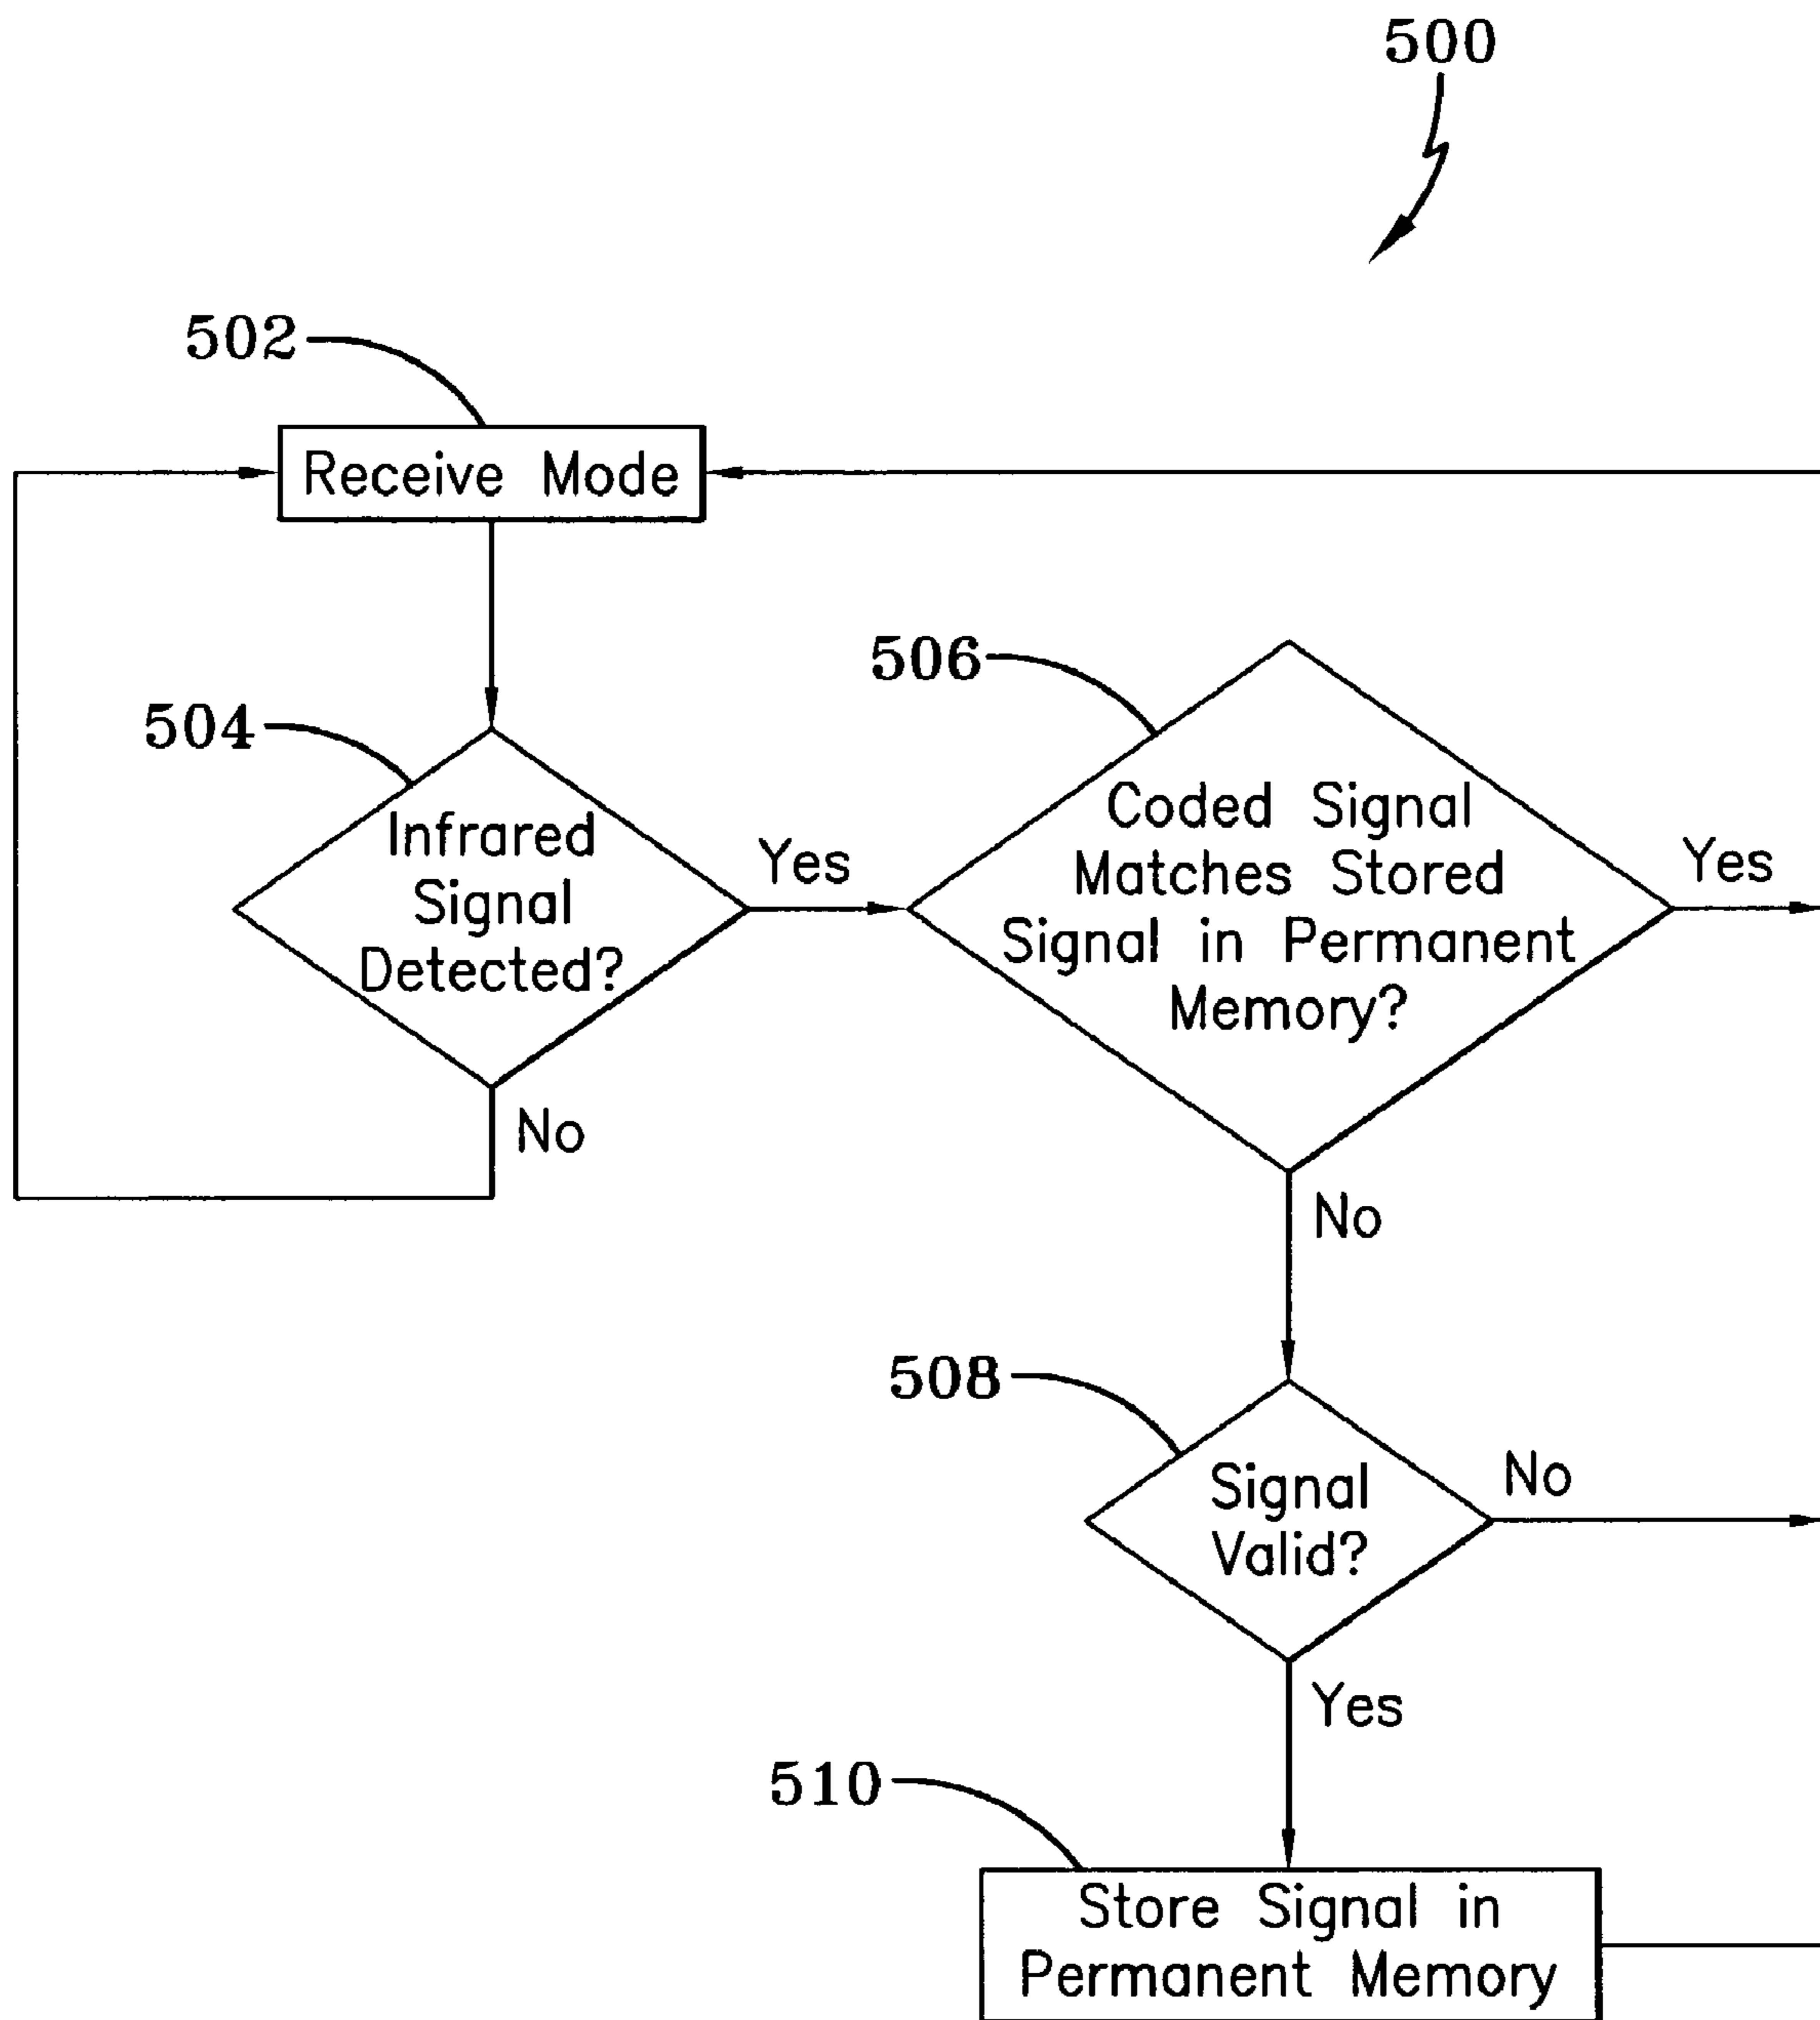 500
502
Receive Mode
504
Infrared
Signal
Detected?
Yes
No
506
Coded Signal
Matches Stored
Signal in Permanent
Memory?
Yes
No
508
Signal
Valid?
No
Yes
510
Store Signal in
Permanent Memory